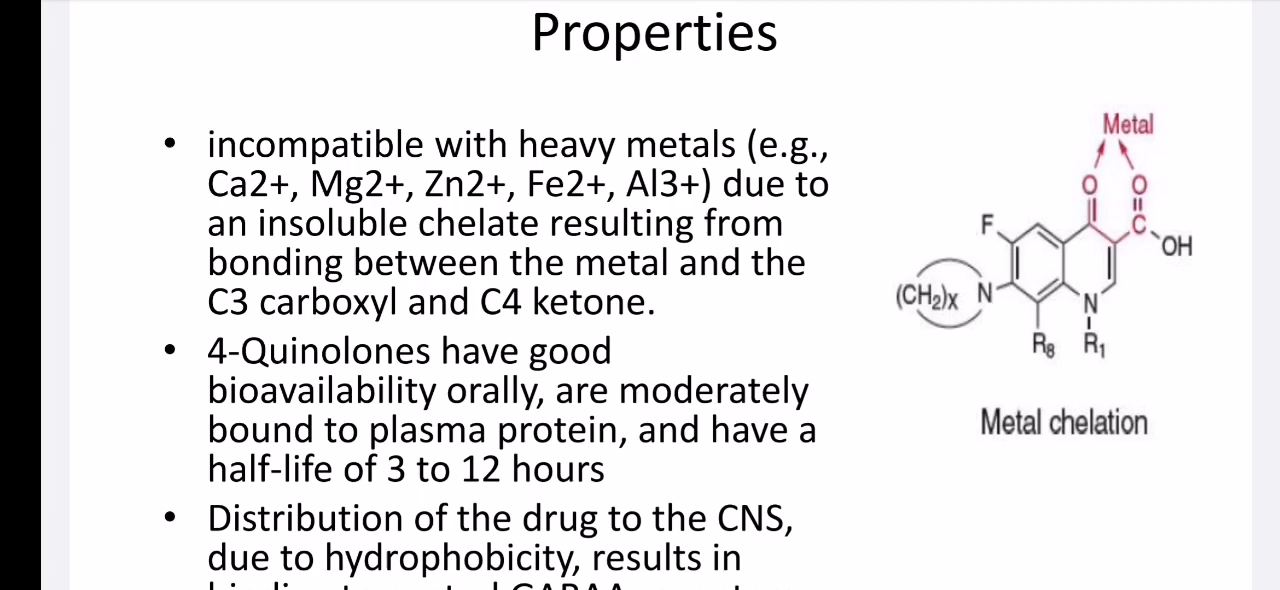 Properties
• incompatible with heavy metals (e.g.,
Ca2+, Mg2+, Zn2+, Fe2+, Al3+) due to
an insoluble chelate resulting from
bonding between the metal and the
C3 carboxyl and C4 ketone.
• 4-Quinolones have good
bioavailability orally, are moderately
bound to plasma protein, and have a
half-life of 3 to 12 hours
• Distribution of the drug to the CNS,
due to hydrophobicity, results in
Metal
O O
F C
OH
(CH2)x N N
R8 R1
Metal chelation